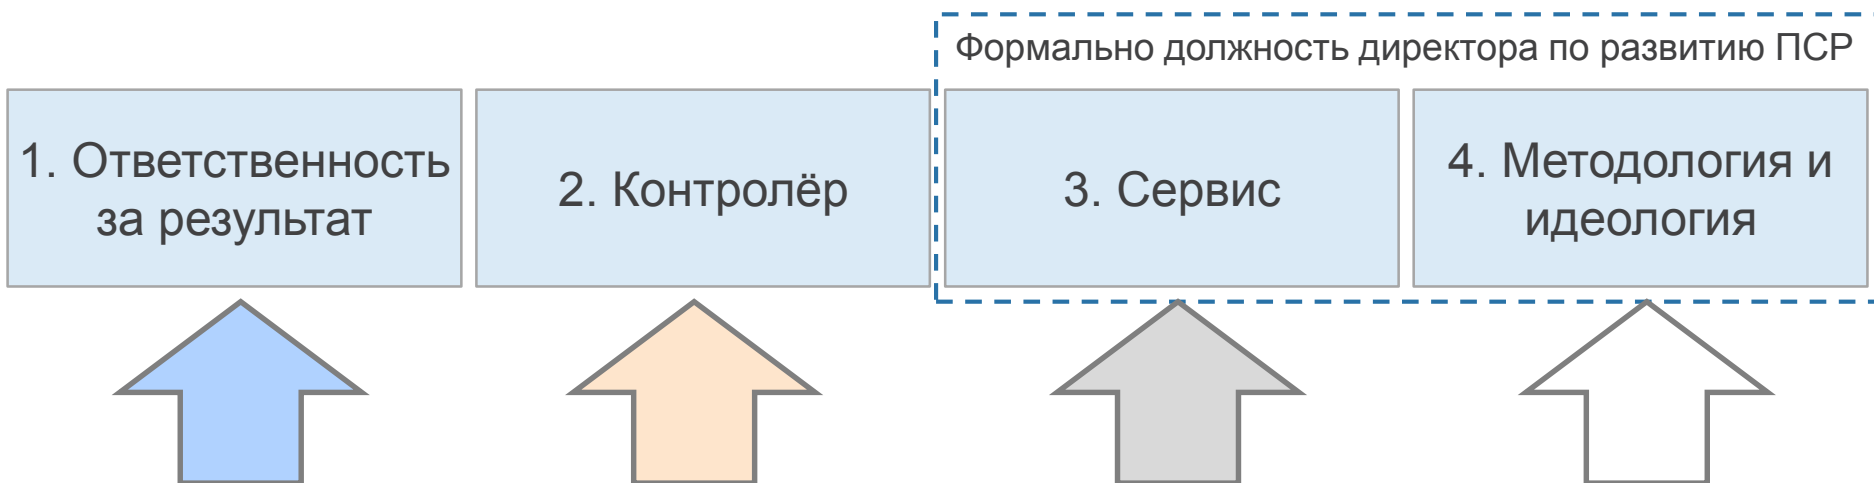 Формально должность директора по развитию ПСР
1. Ответственность
за результат
2. Контролёр
3. Сервис
4. Методология и
идеология